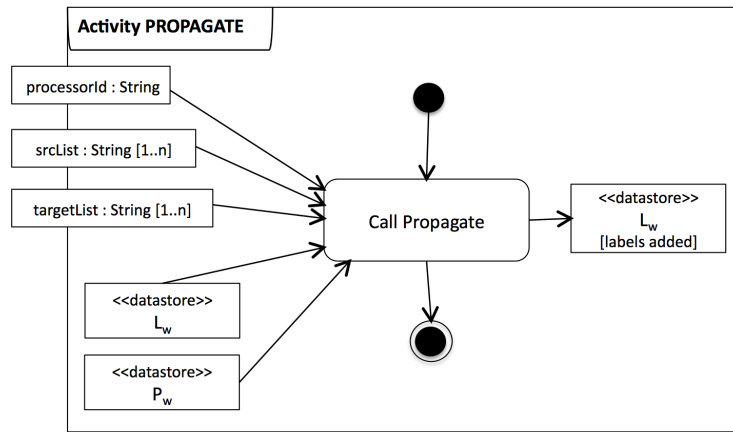 Activity PROPAGATE
processorId : String
srcList : String [1..n]
targetList : String [1..n]
Call Propagate
<<datastore>>
Lw
[labels added]
<<datastore>>
Lw
<<datastore>>
Pw